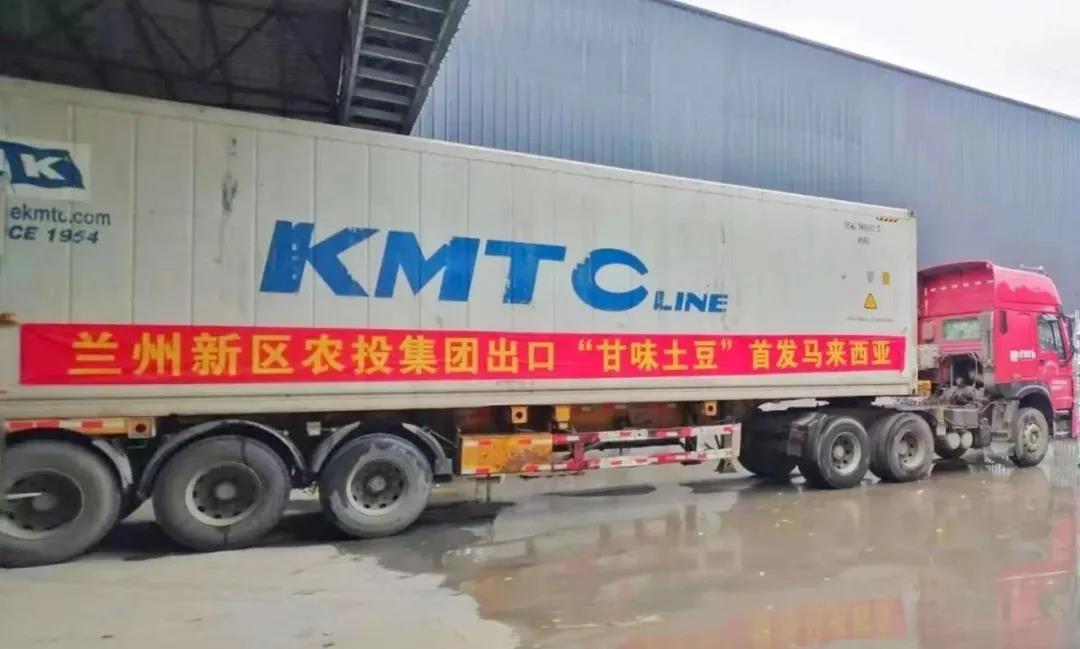 K
ekmtc.com
CE 1954
KMTC LINE
兰州新区农投集团出口“甘味土豆”首发马来西亚